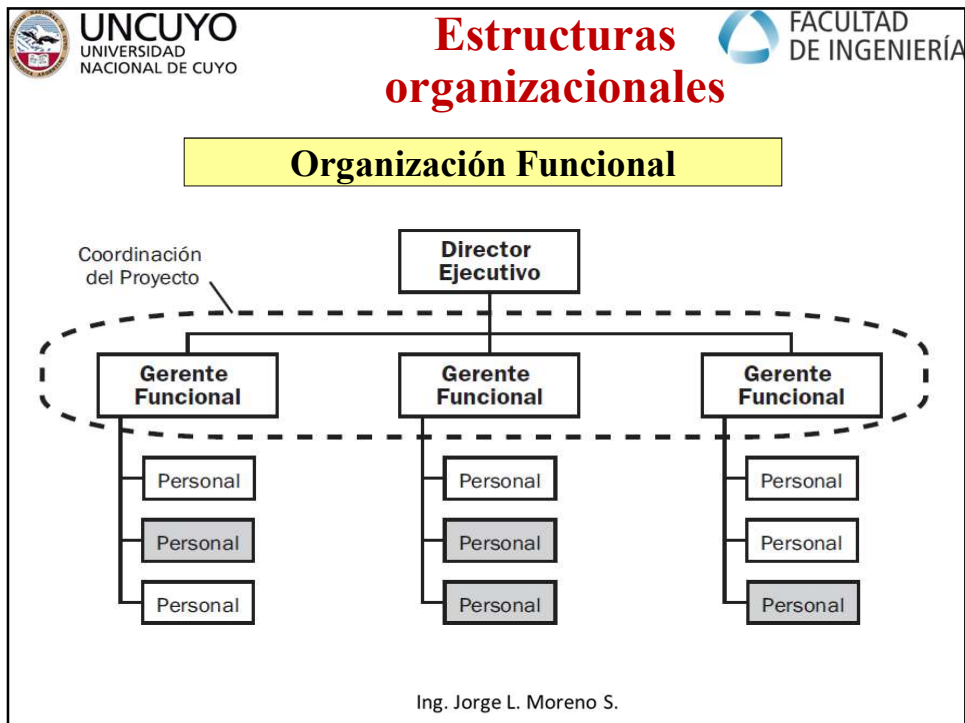 UNCUYO
UNIVERSIDAD
NACIONAL DE CUYO
Estructuras
organizacionales
FACULTAD
DE INGENIERÍA
Organización Funcional
Coordinación
del Proyecto
Director
Ejecutivo
Gerente
Funcional
Gerente
Funcional
Gerente
Funcional
Personal
Personal
Personal
Personal
Personal
Personal
Personal
Personal
Personal
Ing. Jorge L. Moreno S.